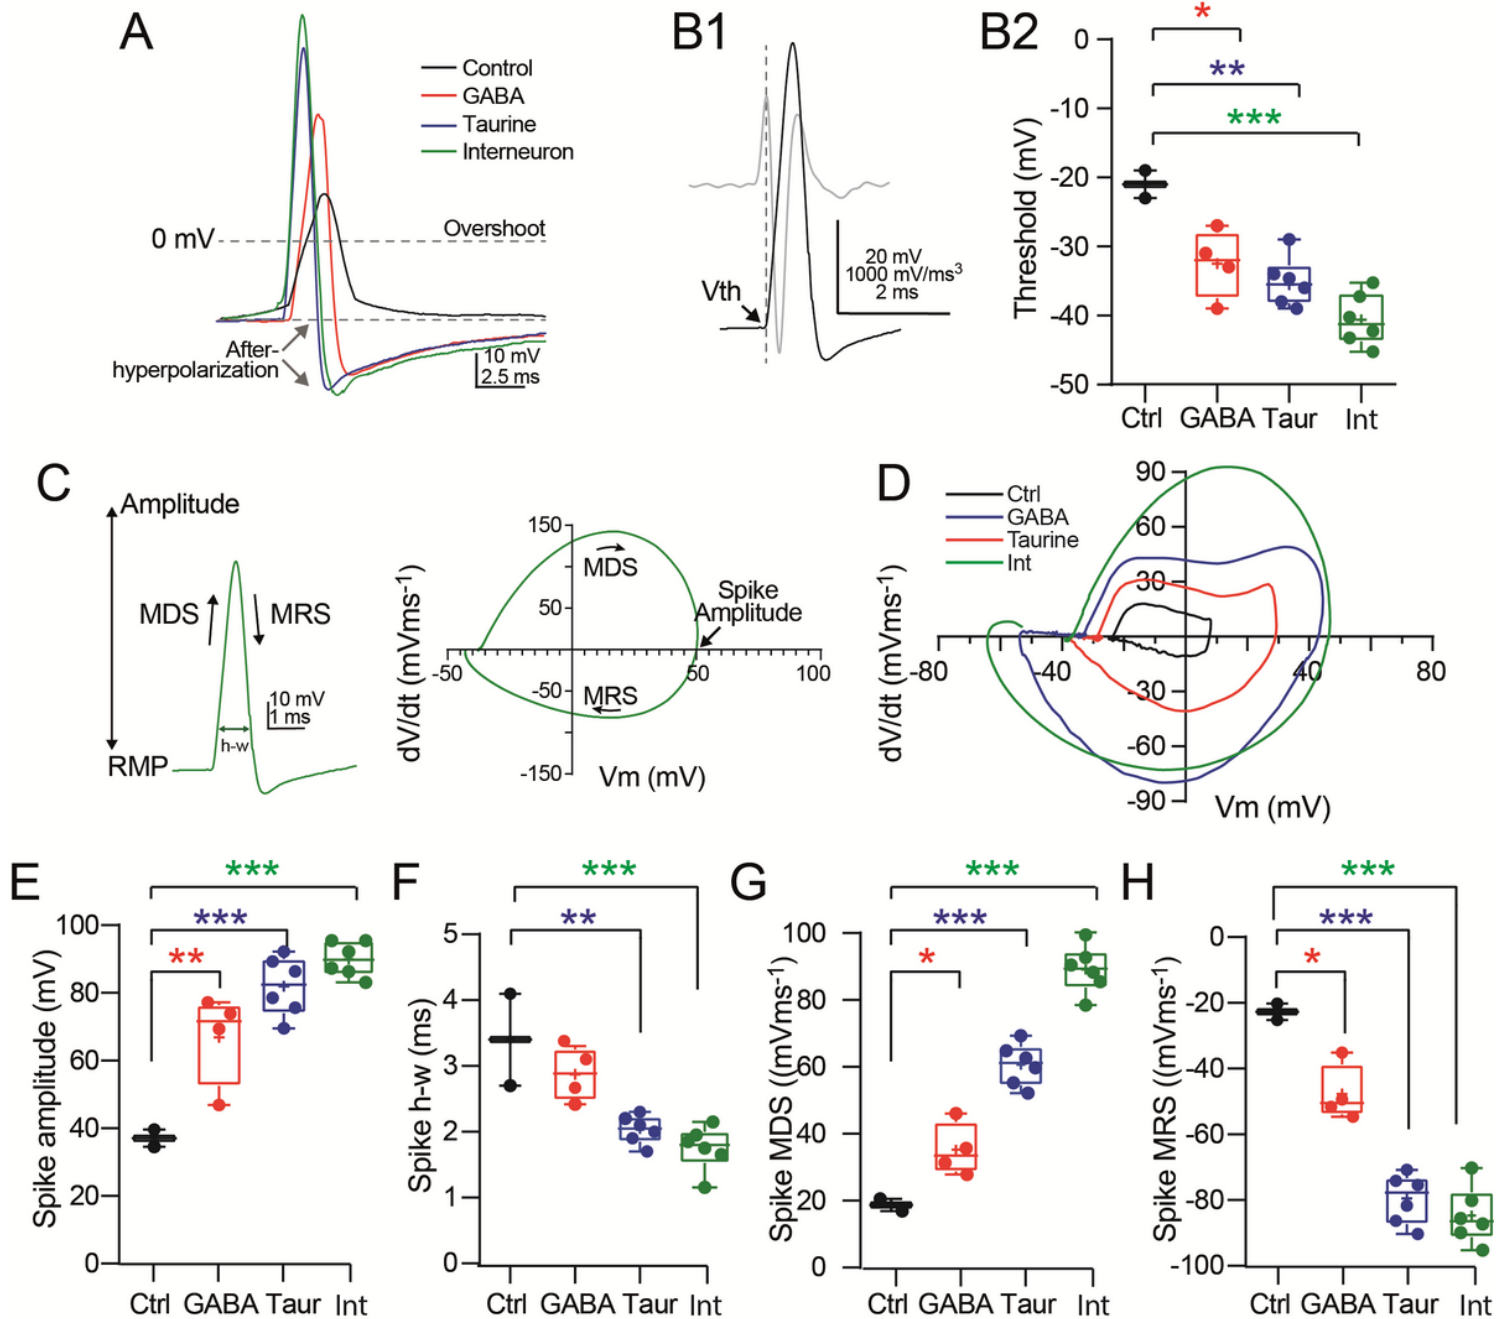 A
Control
GABA
Taurine
Interneuron
0 mV
Overshoot
After-
hyperpolarization
10 mV
2.5 ms
B1
Vth
20 mV
1000 mV/ms³
2 ms
B2
*
**
***
Threshold (mV)
0
-10
-20
-30
-40
-50
Ctrl GABA Taur Int
C
Amplitude
MDS
MRS
10 mV
1 ms
h-w
RMP
dV/dt (mVms⁻¹)
150
50
-50
-150
-50
50
100
MDS
Spike
Amplitude
MRS
Vm (mV)
D
Ctrl
GABA
Taurine
Int
dV/dt (mVms⁻¹)
90
60
30
-30
-60
-90
-80
-40
40
80
Vm (mV)
E
***
***
**
Spike amplitude (mV)
100
80
60
40
20
0
Ctrl GABA Taur Int
F
***
**
Spike h-w (ms)
5
4
3
2
1
0
Ctrl GABA Taur Int
G
***
***
*
Spike MDS ((mVms⁻¹)
100
80
60
40
20
0
Ctrl GABA Taur Int
H
***
***
*
Spike MRS ((mVms⁻¹)
0
-20
-40
-60
-80
-100
Ctrl GABA Taur Int